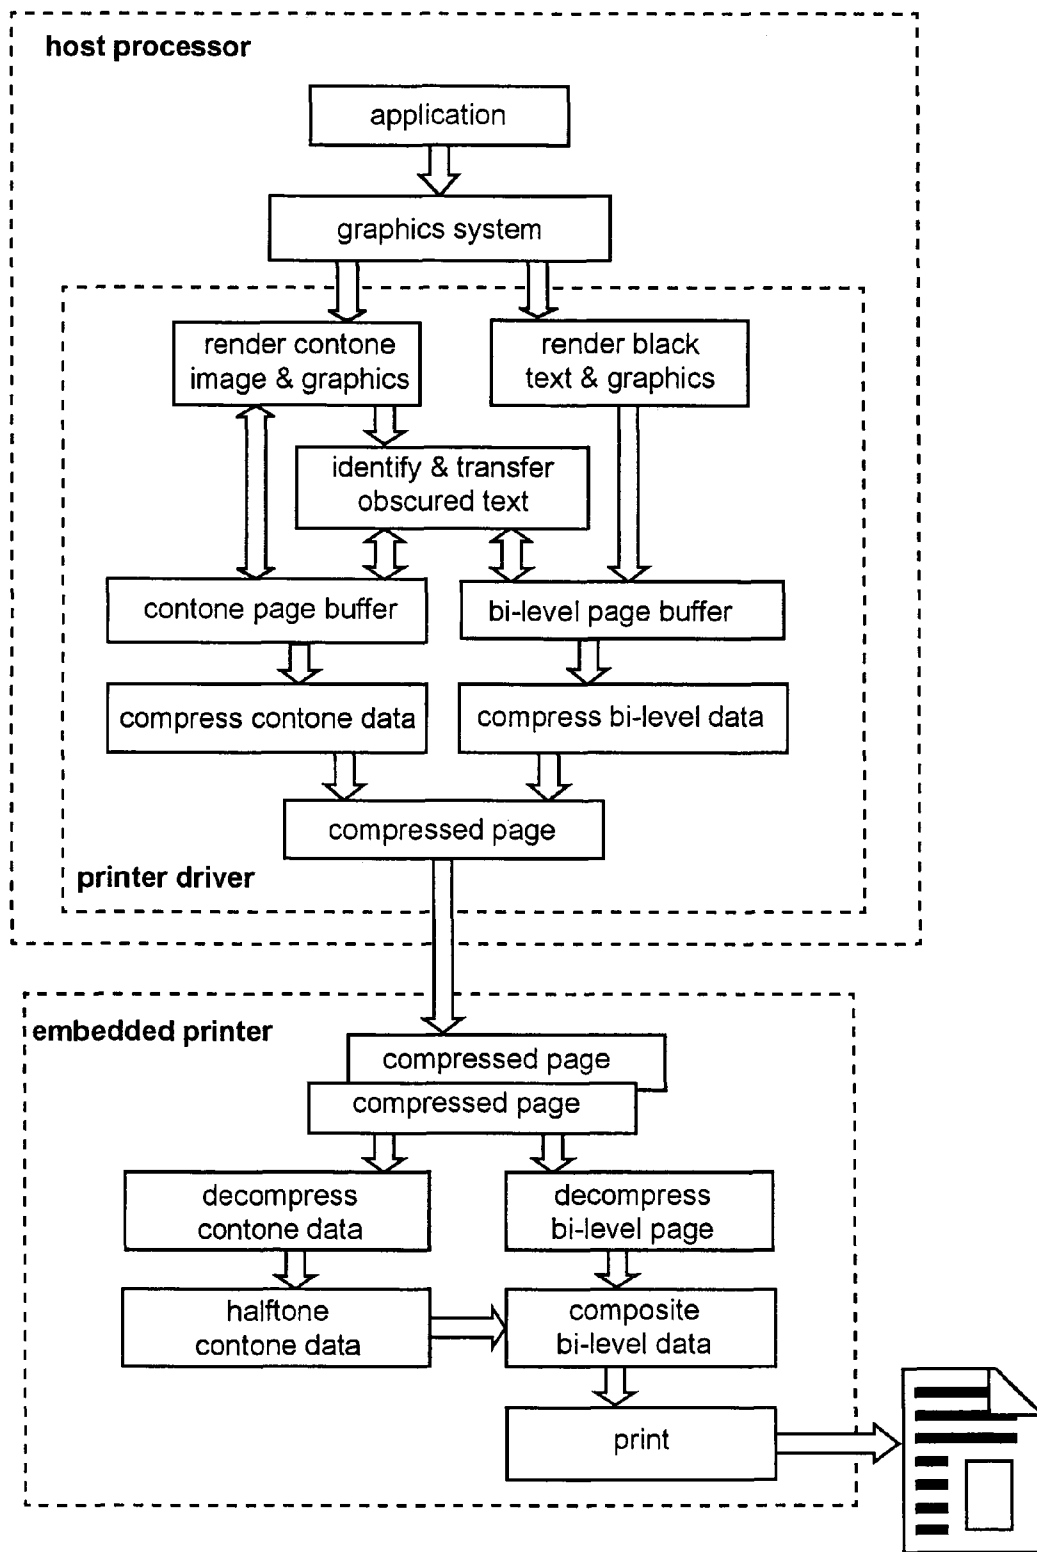 host processor
application
graphics system
render contone
image & graphics
render black
text & graphics
identify & transfer
obscured text
contone page buffer
bi-level page buffer
compress contone data
compress bi-level data
compressed page
printer driver
embedded printer
compressed page
compressed page
decompress
contone data
decompress
bi-level page
halftone
contone data
composite
bi-level data
print